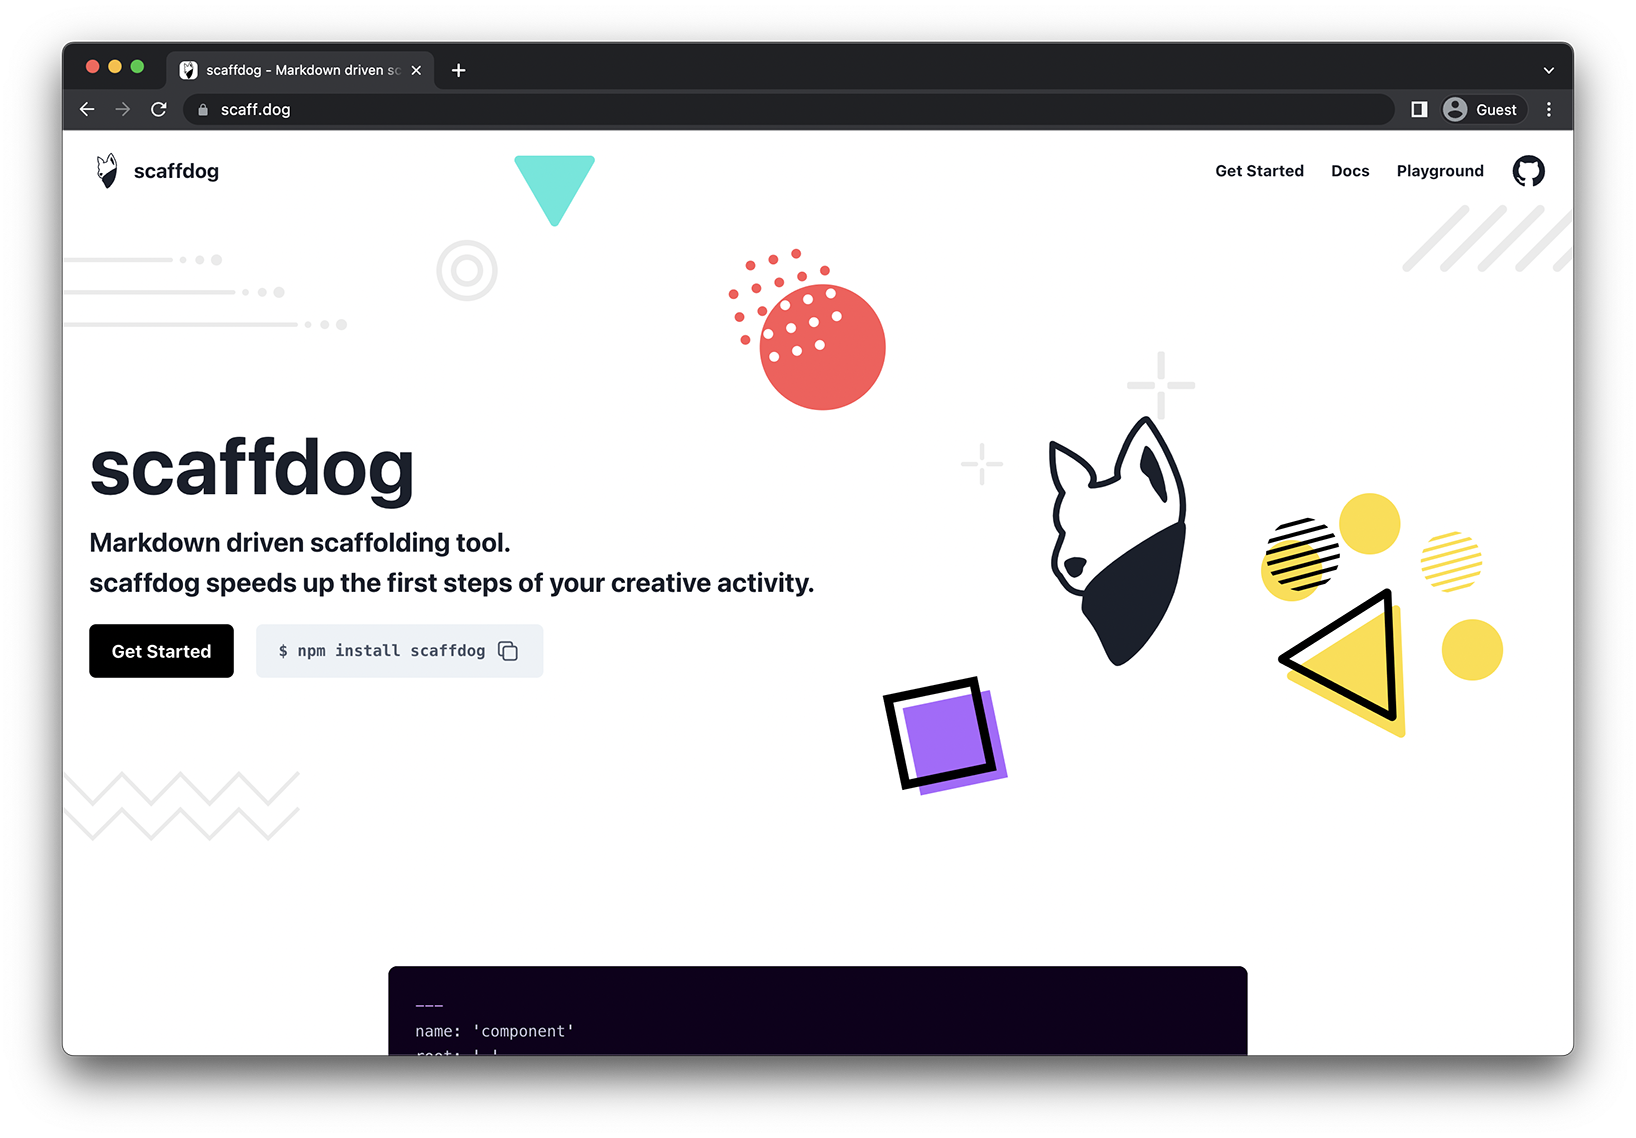 scaffdog - Markdown driven sc
scaff.dog
Guest
scaffdog
Get Started
Docs
Playground
scaffdog
Markdown driven scaffolding tool.
scaffdog speeds up the first steps of your creative activity.
Get Started
$ npm install scaffdog
---
name: 'component'
root: '.'